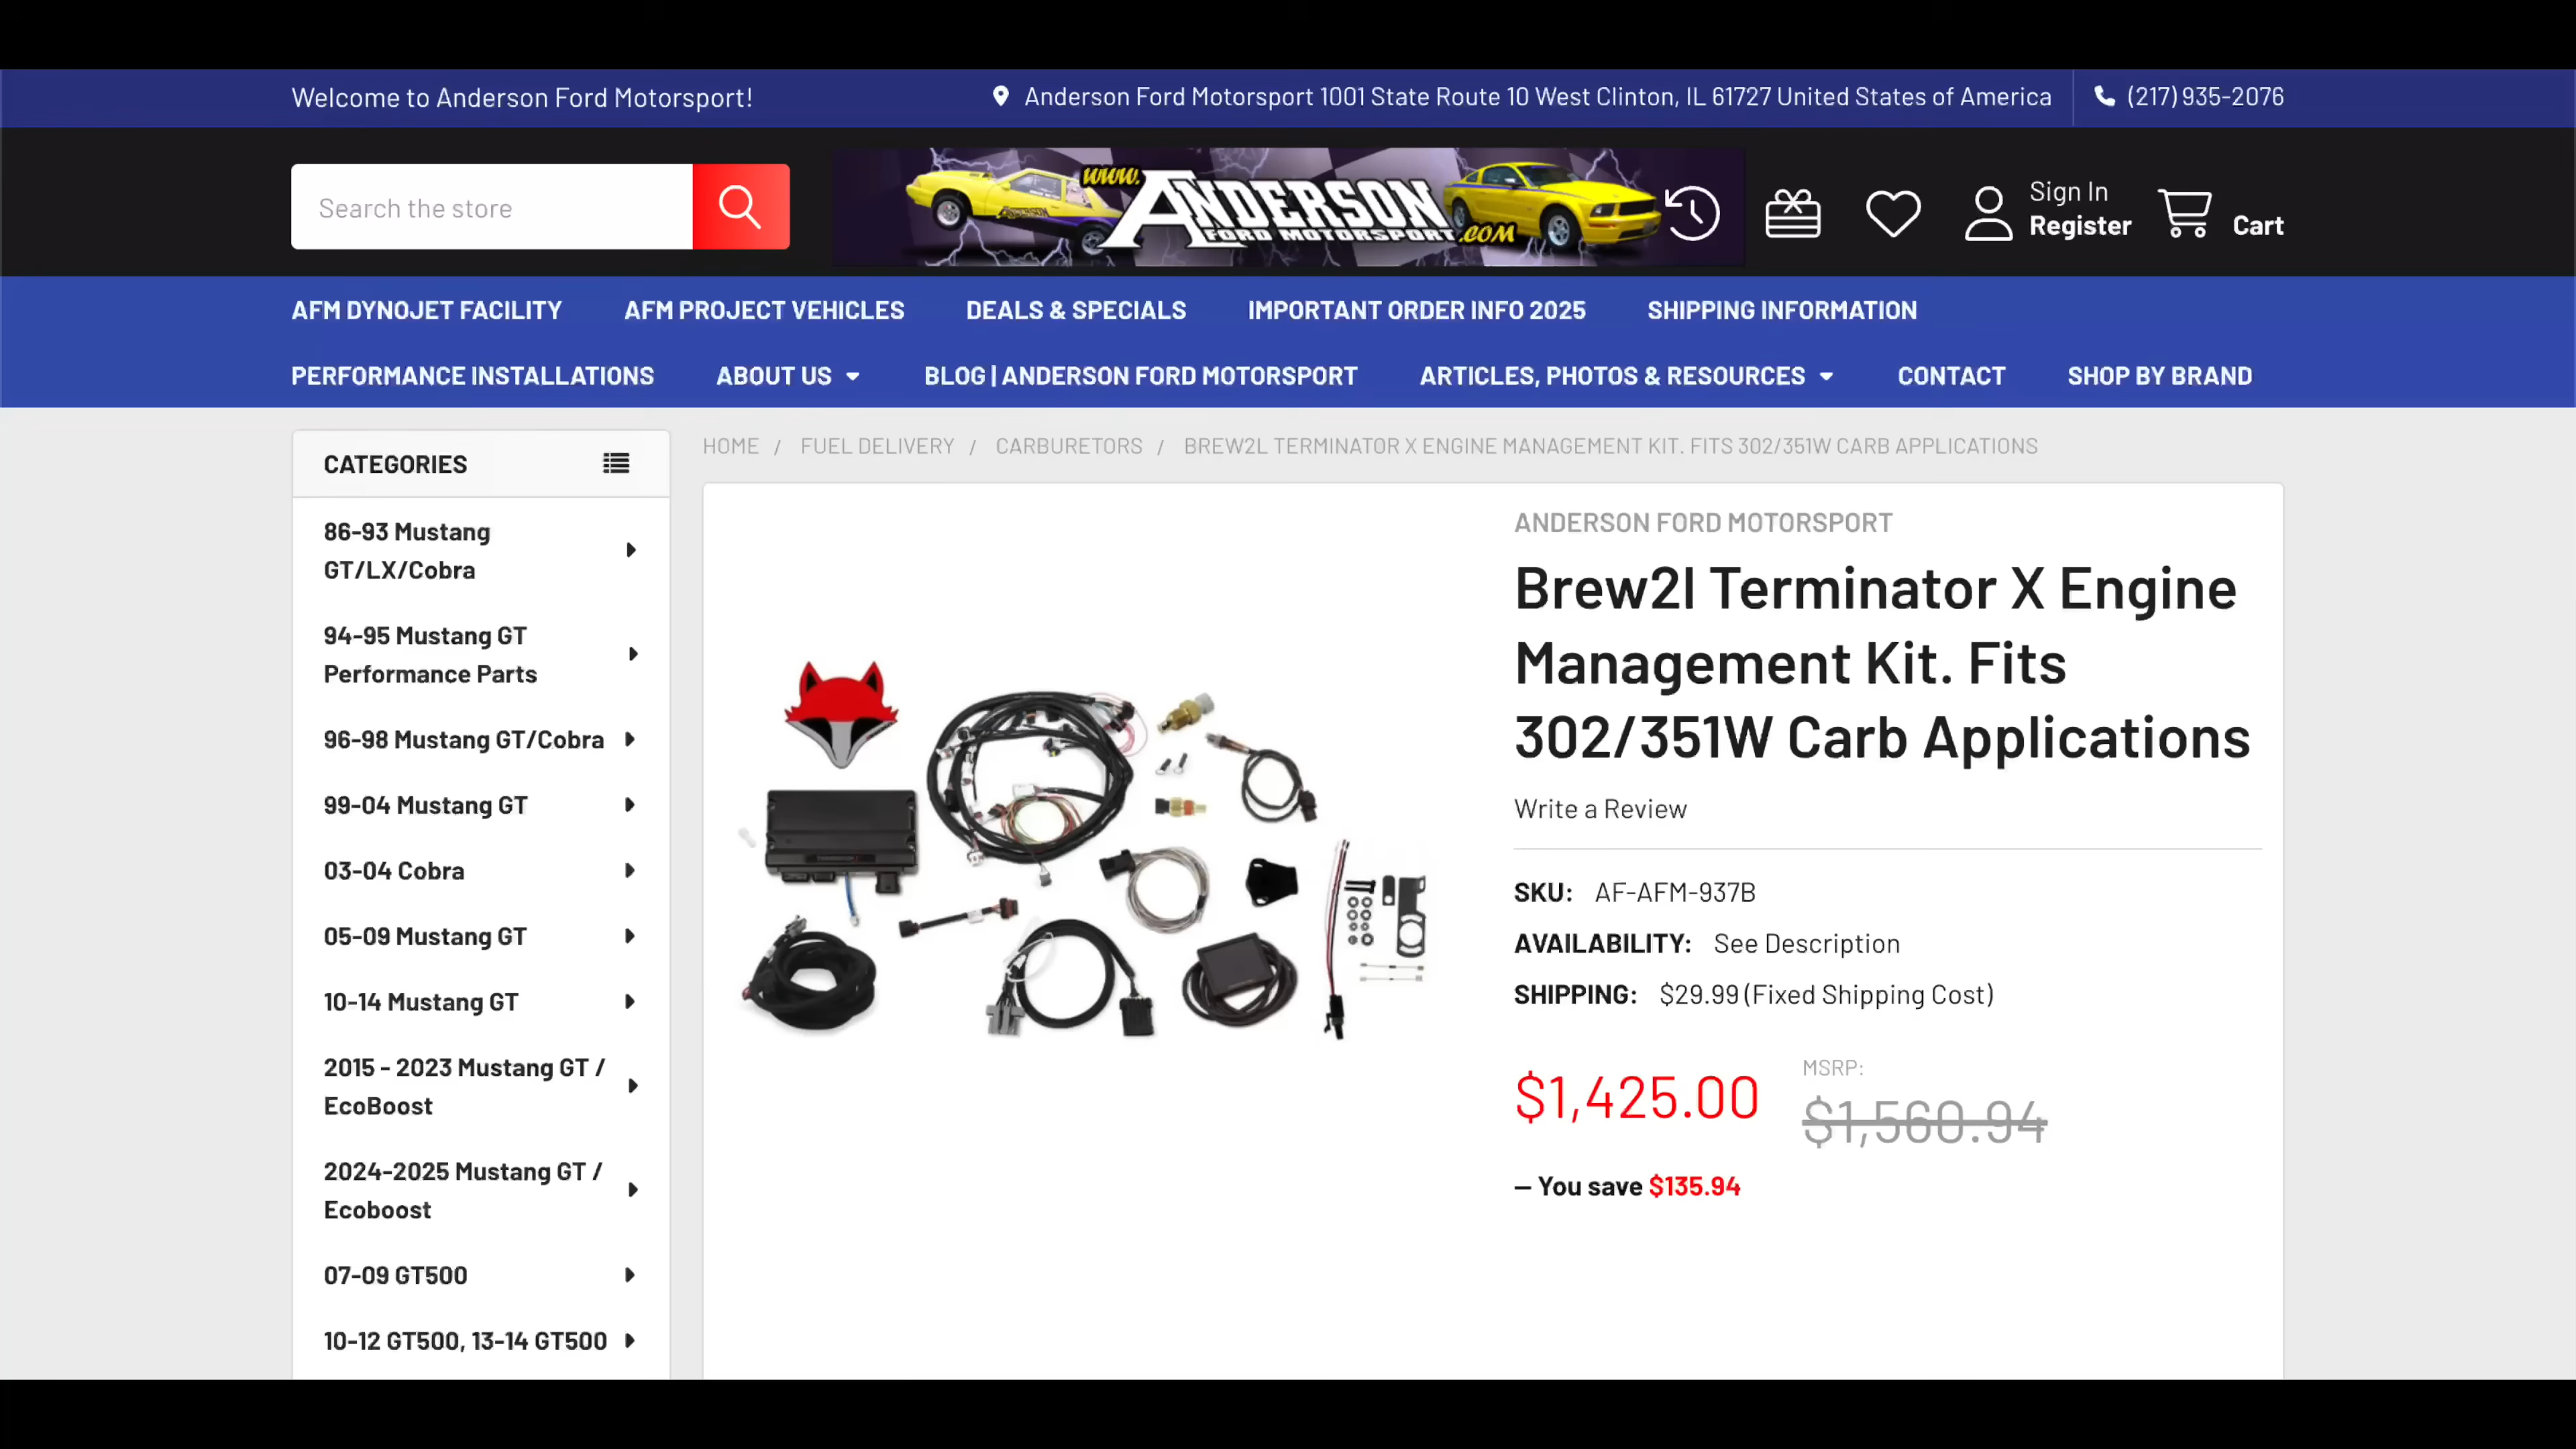 Welcome to Anderson Ford Motorsport!
Anderson Ford Motorsport 1001 State Route 10 West Clinton, IL 61727 United States of America
(217) 935-2076
Search the store
www.
ANDERSON
FORD MOTORSPORT
.COM
Sign In
Register
Cart
AFM DYNOJET FACILITY
AFM PROJECT VEHICLES
DEALS & SPECIALS
IMPORTANT ORDER INFO 2025
SHIPPING INFORMATION
PERFORMANCE INSTALLATIONS
ABOUT US
BLOG | ANDERSON FORD MOTORSPORT
ARTICLES, PHOTOS & RESOURCES
CONTACT
SHOP BY BRAND
CATEGORIES
86-93 Mustang
GT/LX/Cobra
94-95 Mustang GT
Performance Parts
96-98 Mustang GT/Cobra
99-04 Mustang GT
03-04 Cobra
05-09 Mustang GT
10-14 Mustang GT
2015 - 2023 Mustang GT /
EcoBoost
2024-2025 Mustang GT /
Ecoboost
07-09 GT500
10-12 GT500, 13-14 GT500
HOME / FUEL DELIVERY / CARBURETORS / BREW2L TERMINATOR X ENGINE MANAGEMENT KIT. FITS 302/351W CARB APPLICATIONS
ANDERSON FORD MOTORSPORT
Brew2l Terminator X Engine
Management Kit. Fits
302/351W Carb Applications
Write a Review
SKU: AF-AFM-937B
AVAILABILITY: See Description
SHIPPING: $29.99 (Fixed Shipping Cost)
$1,425.00
MSRP:
$1,560.94
— You save $135.94